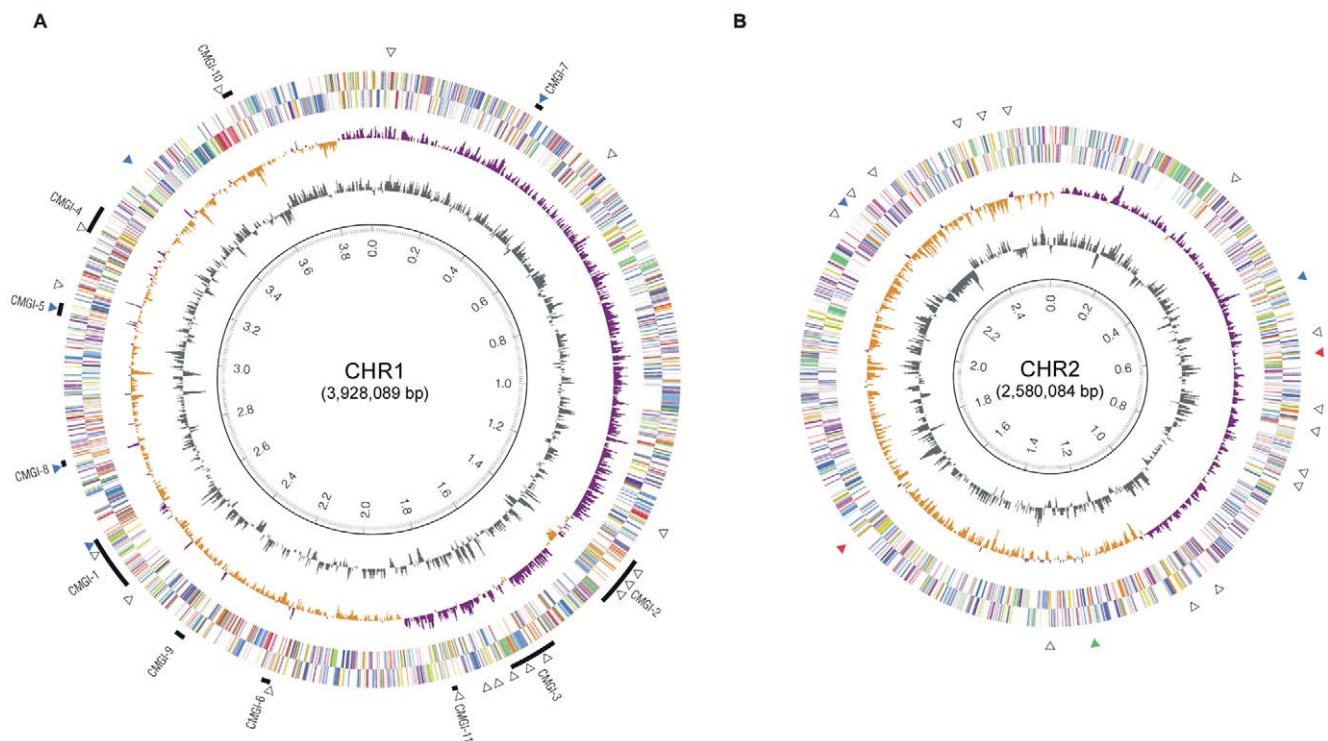 A
B
CMGI-10
CMGI-7
CMGI-4
CMGI-5
CMGI-8
CMGI-1
CMGI-9
CMGI-6
CMGI-11
CMGI-3
CMGI-2
0.0
0.2
0.4
0.6
0.8
1.0
1.2
1.4
1.6
1.8
2.0
2.2
2.4
2.6
2.8
3.0
3.2
3.4
3.6
3.8
CHR1
(3,928,089 bp)
0.0
0.2
0.4
0.6
0.8
1.0
1.2
1.4
1.6
1.8
2.0
2.2
2.4
CHR2
(2,580,084 bp)